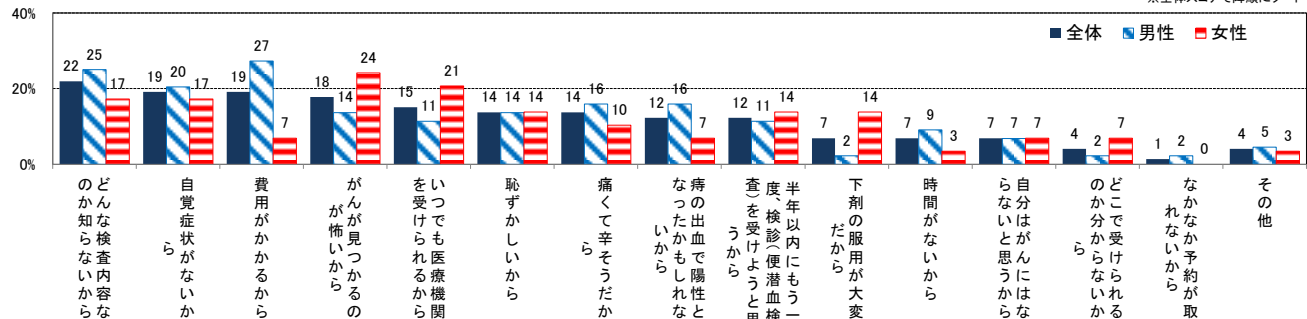 40%
20%
0%
全体 男性 女性
22 25 17
19 20 17
19 27 7
18 14 24
15 11 21
14 14 14
14 16 10
12 16 7
12 11 14
7 2 14
7 9 3
7 7 7
4 2 7
1 2 0
4 5 3
どんな検査内容な
のか知らないから
自覚症状がないか
ら
費用がかかるから
がんが見つかるの
が怖いから
いつでも医療機関
を受けられるから
恥ずかしいから
痛くて辛そうだか
ら
痔の出血で陽性と
なったかもしれな
いから
半年以内にもう一
度、検診(便潜血検
査)を受けようと思
うから
下剤の服用が大変
だから
時間がないから
自分はがんにはな
らないと思うから
どこで受けられる
のか分からないか
ら
なかなか予約が取
れないから
その他